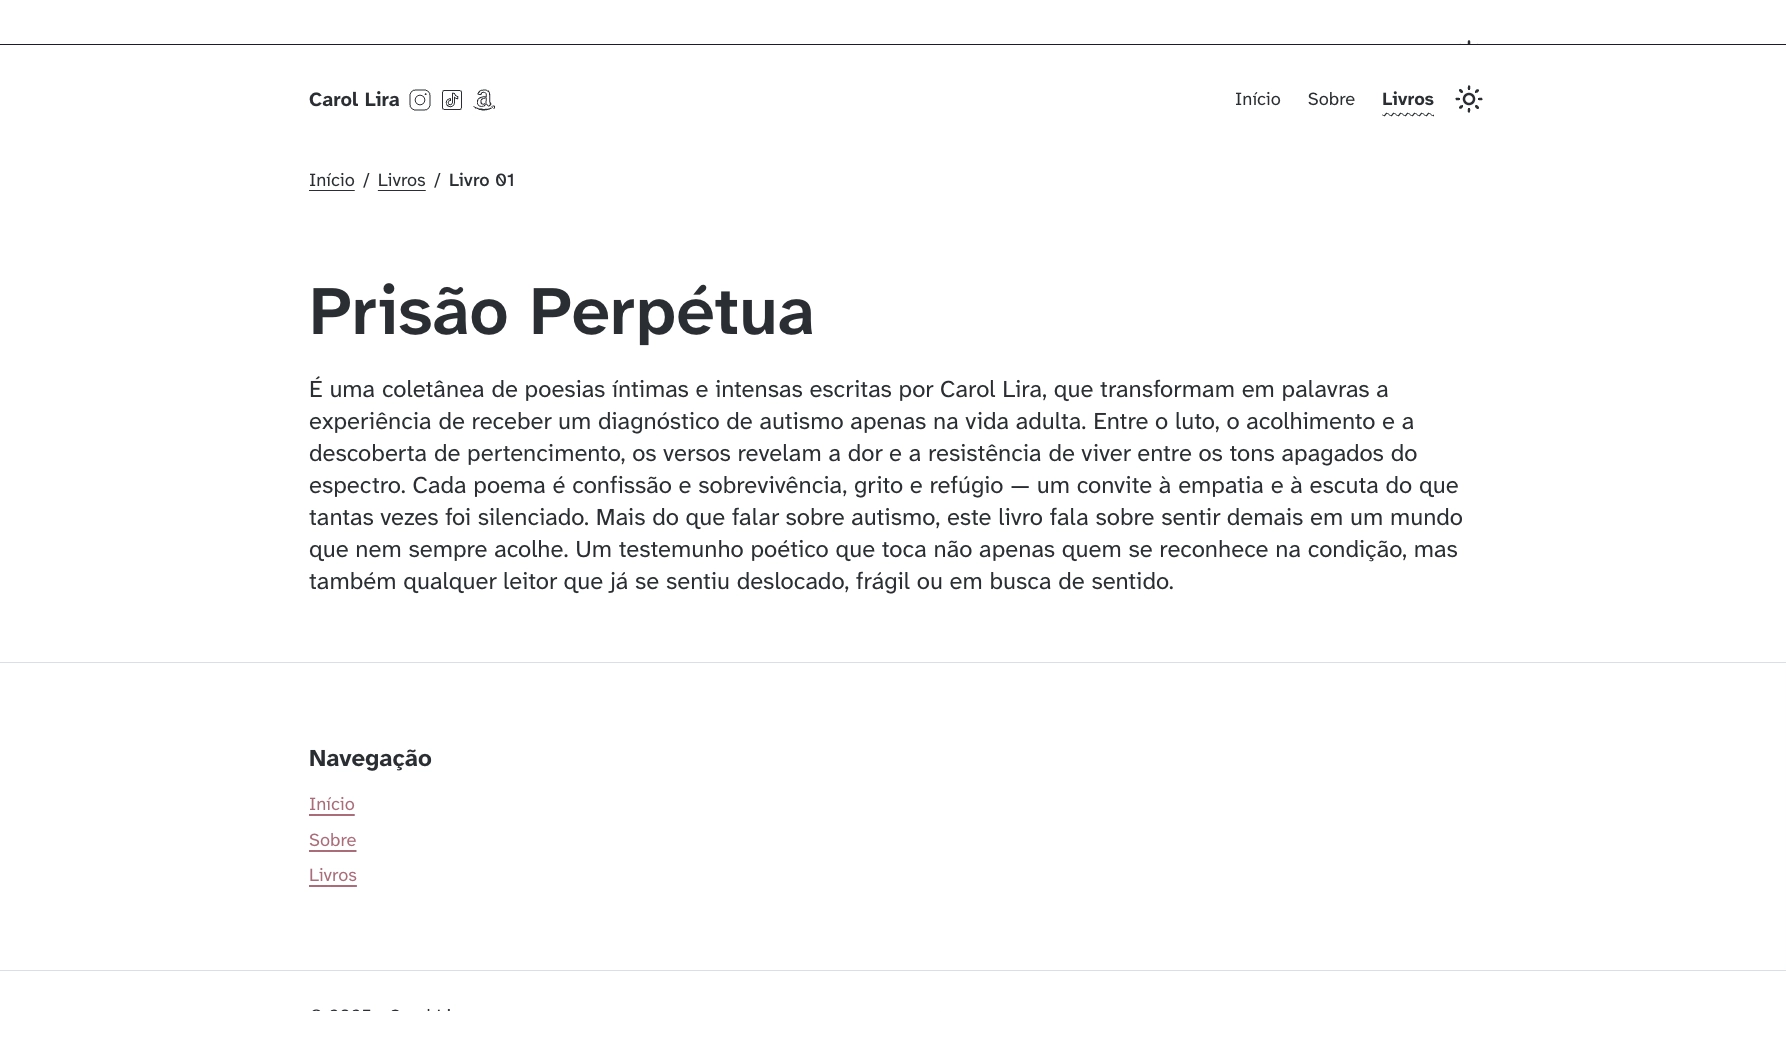 Carol Lira
Início Sobre Livros
Início / Livros / Livro 01
Prisão Perpétua
É uma coletânea de poesias íntimas e intensas escritas por Carol Lira, que transformam em palavras a
experiência de receber um diagnóstico de autismo apenas na vida adulta. Entre o luto, o acolhimento e a
descoberta de pertencimento, os versos revelam a dor e a resistência de viver entre os tons apagados do
espectro. Cada poema é confissão e sobrevivência, grito e refúgio — um convite à empatia e à escuta do que
tantas vezes foi silenciado. Mais do que falar sobre autismo, este livro fala sobre sentir demais em um mundo
que nem sempre acolhe. Um testemunho poético que toca não apenas quem se reconhece na condição, mas
também qualquer leitor que já se sentiu deslocado, frágil ou em busca de sentido.
Navegação
Início
Sobre
Livros